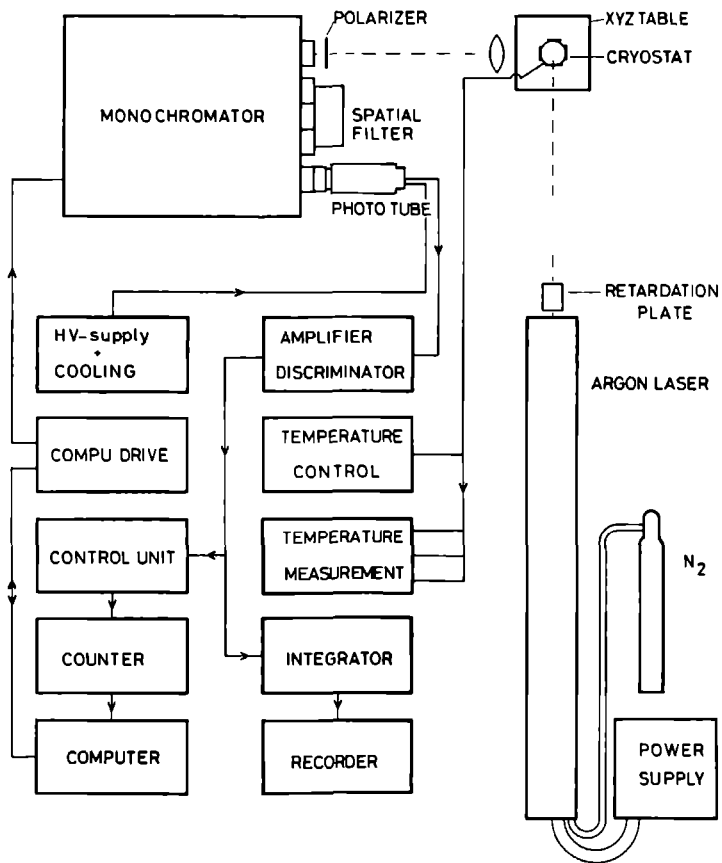 POLARIZER
XYZ TABLE
CRYOSTAT
MONOCHROMATOR
SPATIAL
FILTER
PHOTO TUBE
RETARDATION
PLATE
HV-supply
+
COOLING
AMPLIFIER
DISCRIMINATOR
ARGON LASER
COMPU DRIVE
TEMPERATURE
CONTROL
CONTROL UNIT
TEMPERATURE
MEASUREMENT
N2
COUNTER
INTEGRATOR
COMPUTER
RECORDER
POWER
SUPPLY